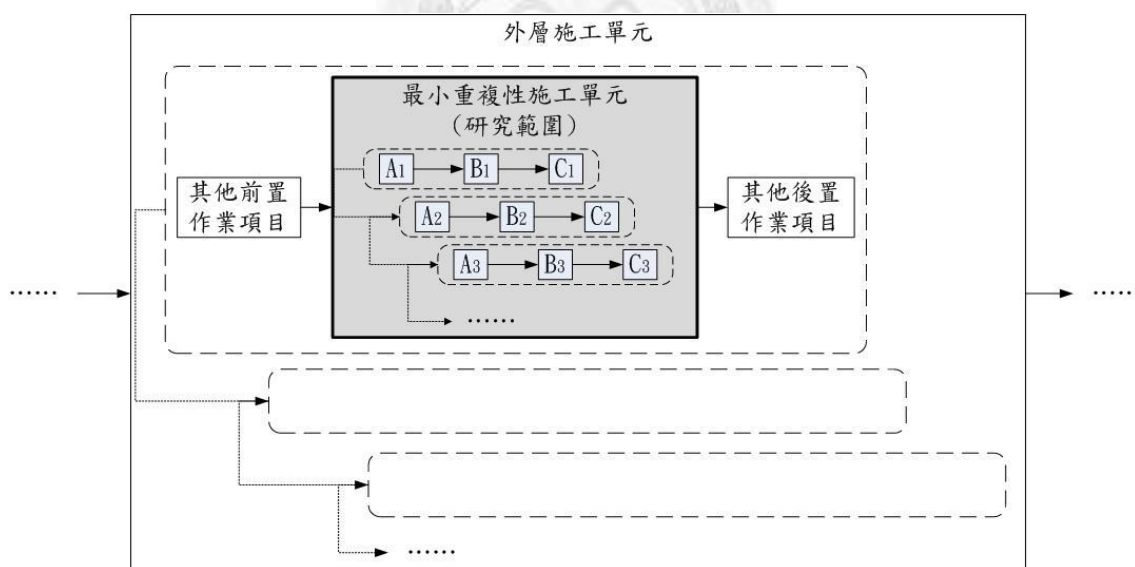 外層施工單元
最小重複性施工單元
(研究範圍)
A1 B1 C1
其他前置
作業項目
其他後置
作業項目
A2 B2 C2
A3 B3 C3
……
…… ……
……